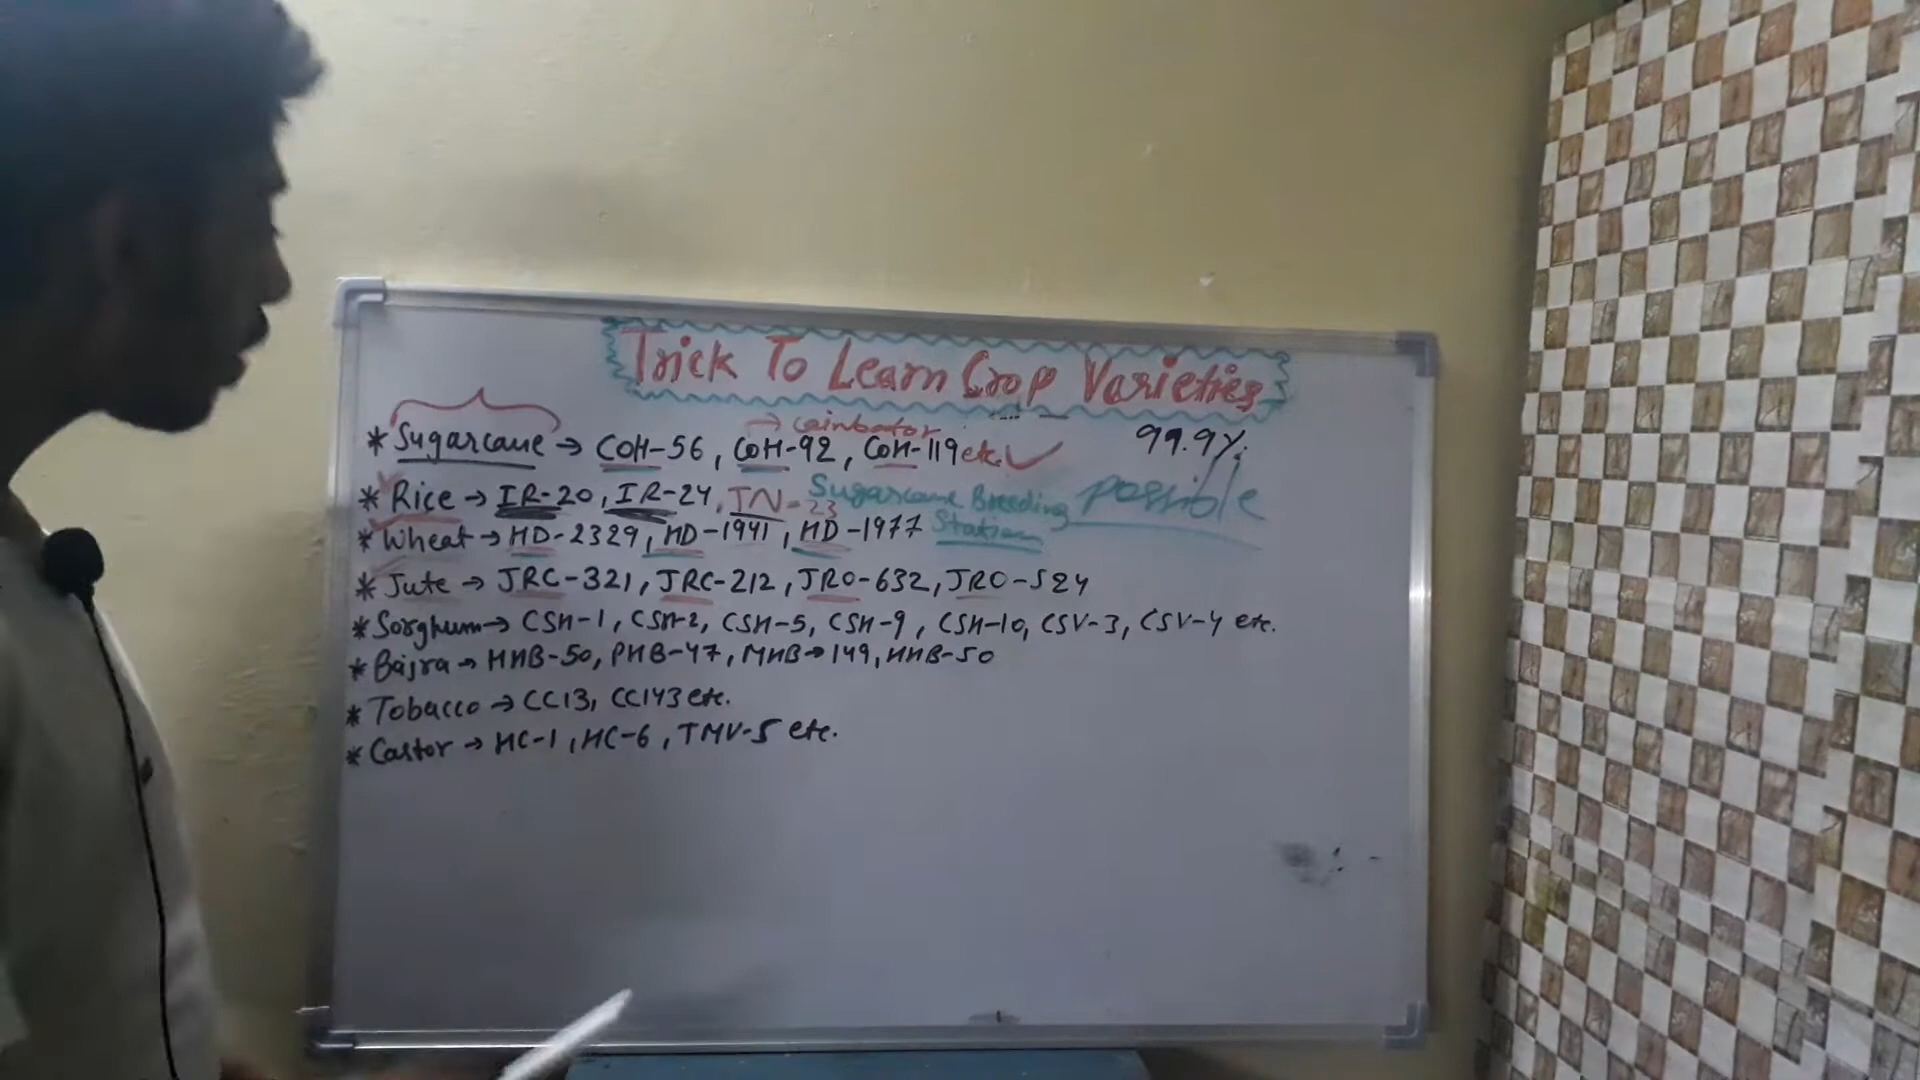 Trick To Learn Crop Varieties
→ Coinbator
* Sugarcane → COH-56, COH-92, COH-119 etc. 99.9%.
* Rice → IR-20, IR-24, IN-23 Sugarcane Breeding Station possible
* Wheat → HD-2329, HD-1941, HD-1977
* Jute → JRC-321, JRC-212, JRO-632, JRO-524
* Sorghum → CSH-1, CSH-2, CSH-5, CSH-9, CSH-10, CSV-3, CSV-4 etc.
* Bajra → HHB-50, PHB-47, MHB→149, HHB-50
* Tobacco → CC13, CC143 etc.
* Castor → HC-1, HC-6, TMV-5 etc.